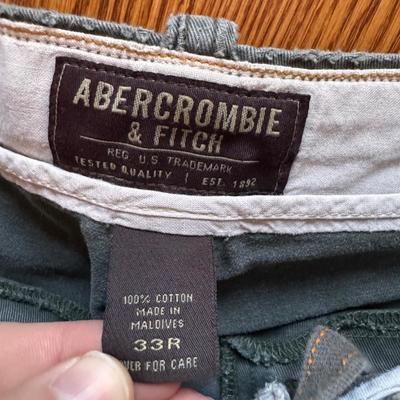 ABERCROMBIE
& FITCH
REG. U.S. TRADEMARK
TESTED QUALITY | EST. 1892
100% COTTON
MADE IN
MALDIVES
33R
FOR CARE